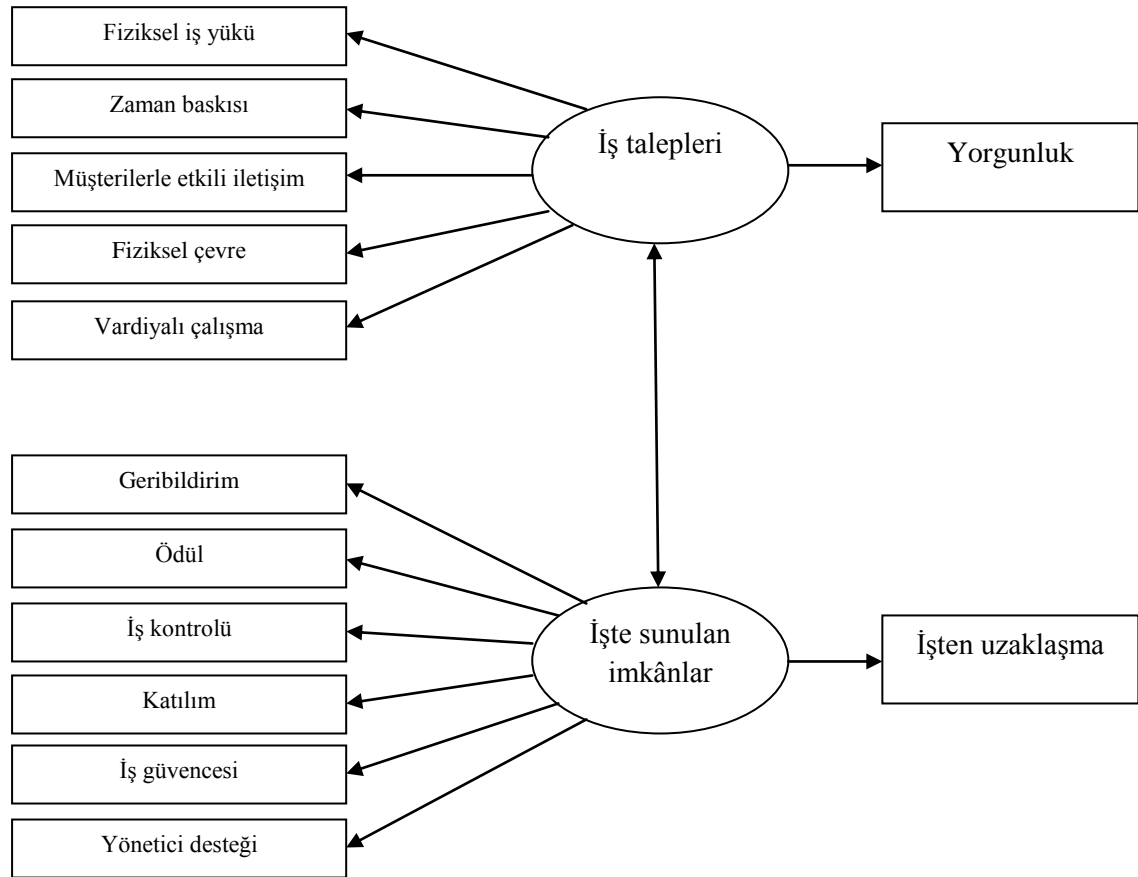 Fiziksel iş yükü
Zaman baskısı
Müşterilerle etkili iletişim
Fiziksel çevre
Vardiyalı çalışma
İş talepleri
Yorgunluk
Geribildirim
Ödül
İş kontrolü
Katılım
İş güvencesi
Yönetici desteği
İşte sunulan
imkânlar
İşten uzaklaşma